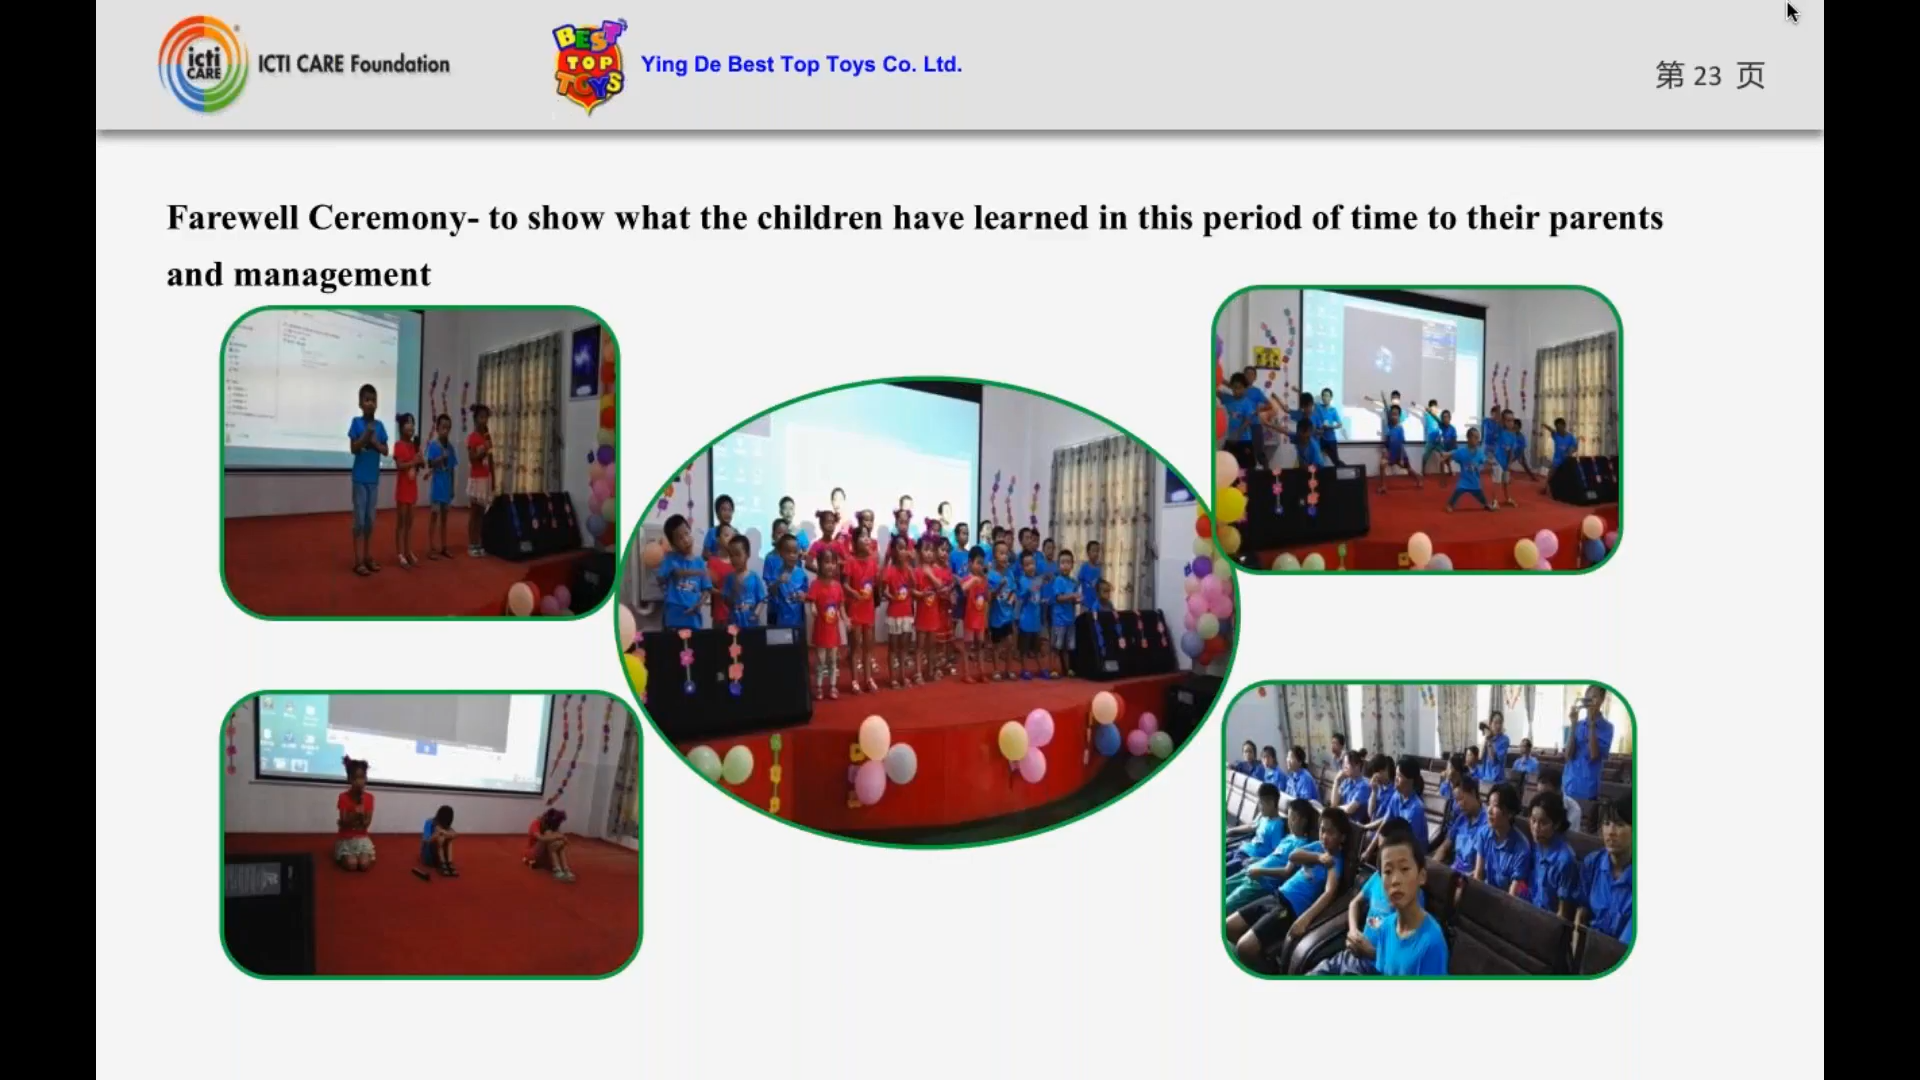 icti
CARE
ICTI CARE Foundation
BEST
TOP
TOYS
Ying De Best Top Toys Co. Ltd.
第 23 页
Farewell Ceremony- to show what the children have learned in this period of time to their parents
and management